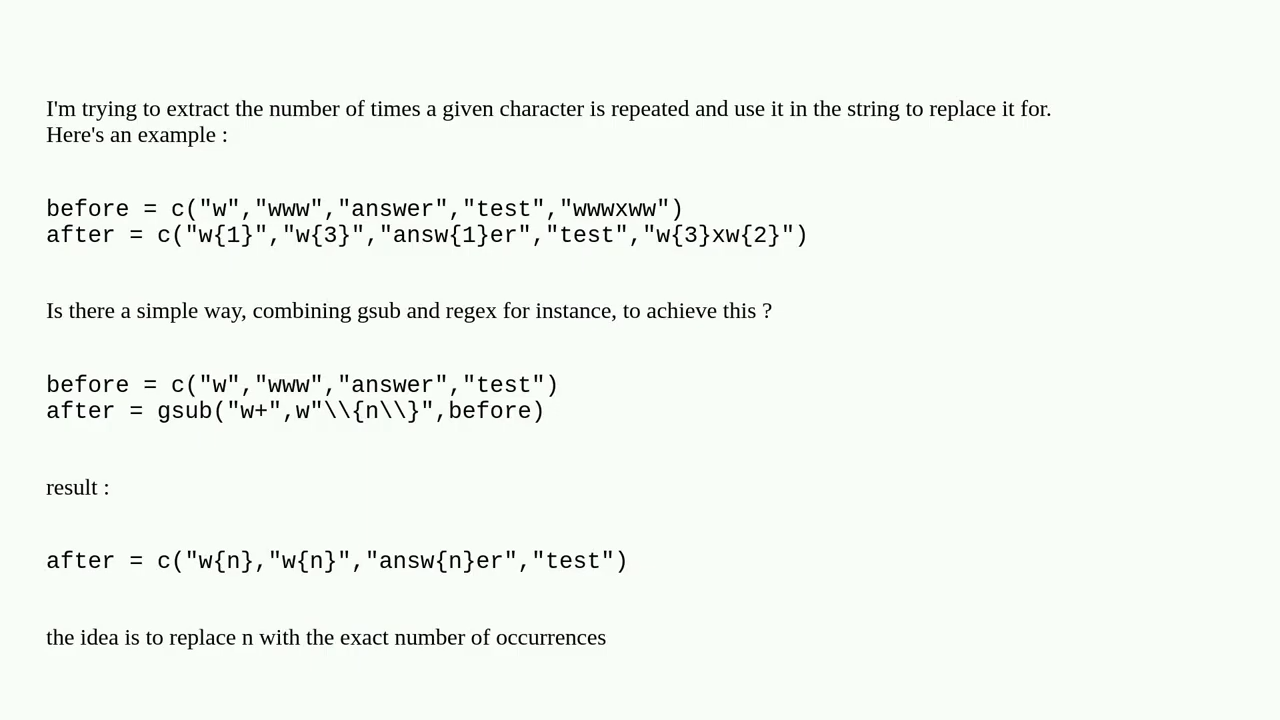 I'm trying to extract the number of times a given character is repeated and use it in the string to replace it for.
Here's an example :
before = c("w","www","answer","test","wwwxww")
after = c("w{1}","w{3}","answ{1}er","test","w{3}xw{2}")
Is there a simple way, combining gsub and regex for instance, to achieve this ?
before = c("w","www","answer","test")
after = gsub("w+",w"\\{n\\}",before)
result :
after = c("w{n},"w{n}","answ{n}er","test")
the idea is to replace n with the exact number of occurrences